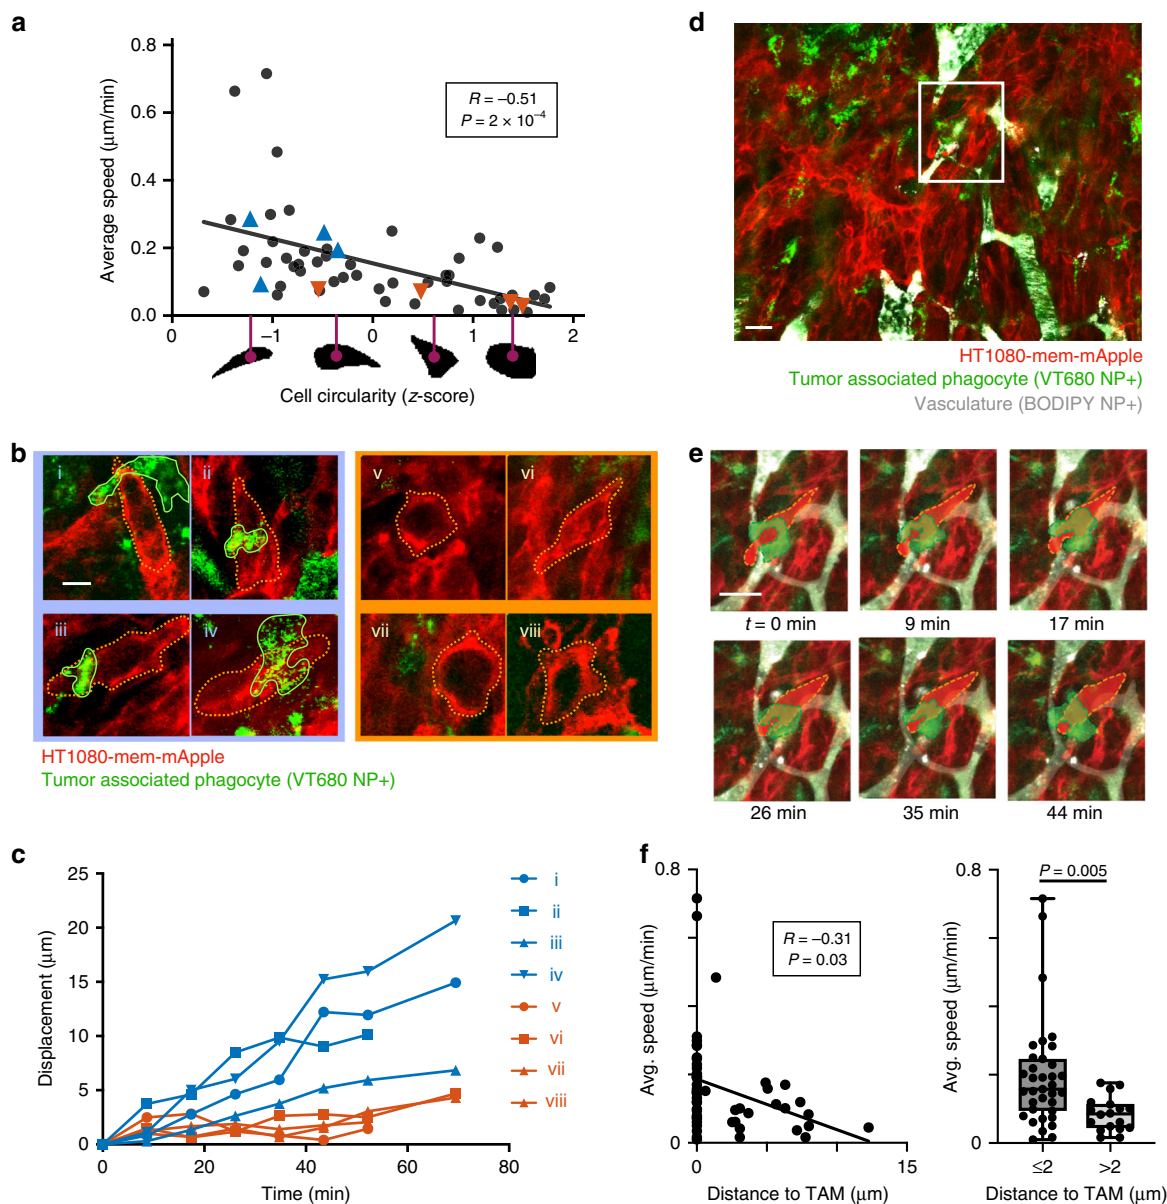 a
0.8
0.6
0.4
0.2
0.0
Average speed (µm/min)
R = –0.51
P = 2 × 10⁻⁴
0
–1
0
1
2
Cell circularity (z-score)
b
i
ii
iii
iv
v
vi
vii
viii
HT1080-mem-mApple
Tumor associated phagocyte (VT680 NP+)
c
25
20
15
10
5
0
Displacement (µm)
0
20
40
60
80
Time (min)
i
ii
iii
iv
v
vi
vii
viii
d
HT1080-mem-mApple
Tumor associated phagocyte (VT680 NP+)
Vasculature (BODIPY NP+)
e
t = 0 min
9 min
17 min
26 min
35 min
44 min
f
0.8
0
Avg. speed (µm/min)
R = –0.31
P = 0.03
0
15
Distance to TAM (µm)
0.8
0
Avg. speed (µm/min)
P = 0.005
≤2
>2
Distance to TAM (µm)